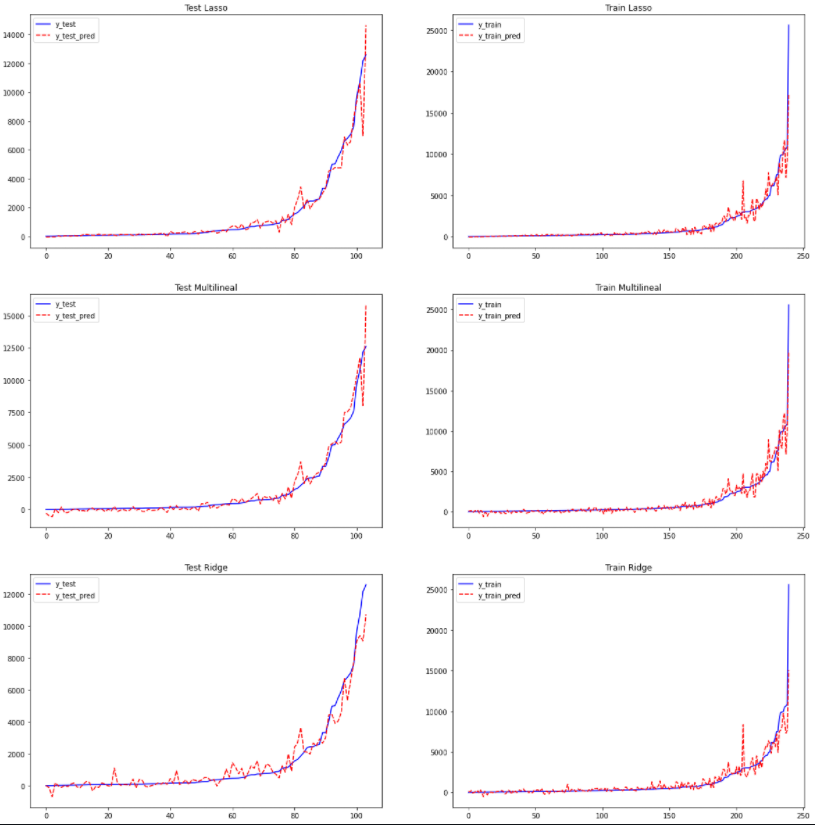 Test Lasso
y_test
y_test_pred
14000
12000
10000
8000
6000
4000
2000
0
0 20 40 60 80 100
Train Lasso
y_train
y_train_pred
25000
20000
15000
10000
5000
0
0 50 100 150 200 250
Test Multilineal
y_test
y_test_pred
15000
12500
10000
7500
5000
2500
0
0 20 40 60 80 100
Train Multilineal
y_train
y_train_pred
25000
20000
15000
10000
5000
0
0 50 100 150 200 250
Test Ridge
y_test
y_test_pred
12000
10000
8000
6000
4000
2000
0
0 20 40 60 80 100
Train Ridge
y_train
y_train_pred
25000
20000
15000
10000
5000
0
0 50 100 150 200 250